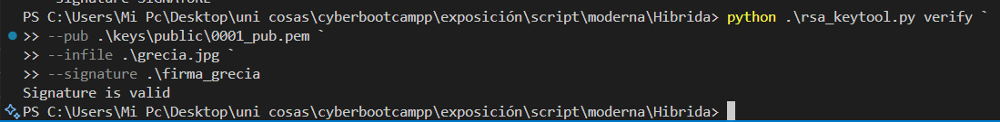 signature SIGNATURE
PS C:\Users\Mi Pc\Desktop\uni cosas\cyberbootcampp\exposición\script\moderna\Hibrida> python .\rsa_keytool.py verify `
>> --pub .\keys\public\0001_pub.pem `
>> --infile .\grecia.jpg `
>> --signature .\firma_grecia
Signature is valid
PS C:\Users\Mi Pc\Desktop\uni cosas\cyberbootcampp\exposición\script\moderna\Hibrida>